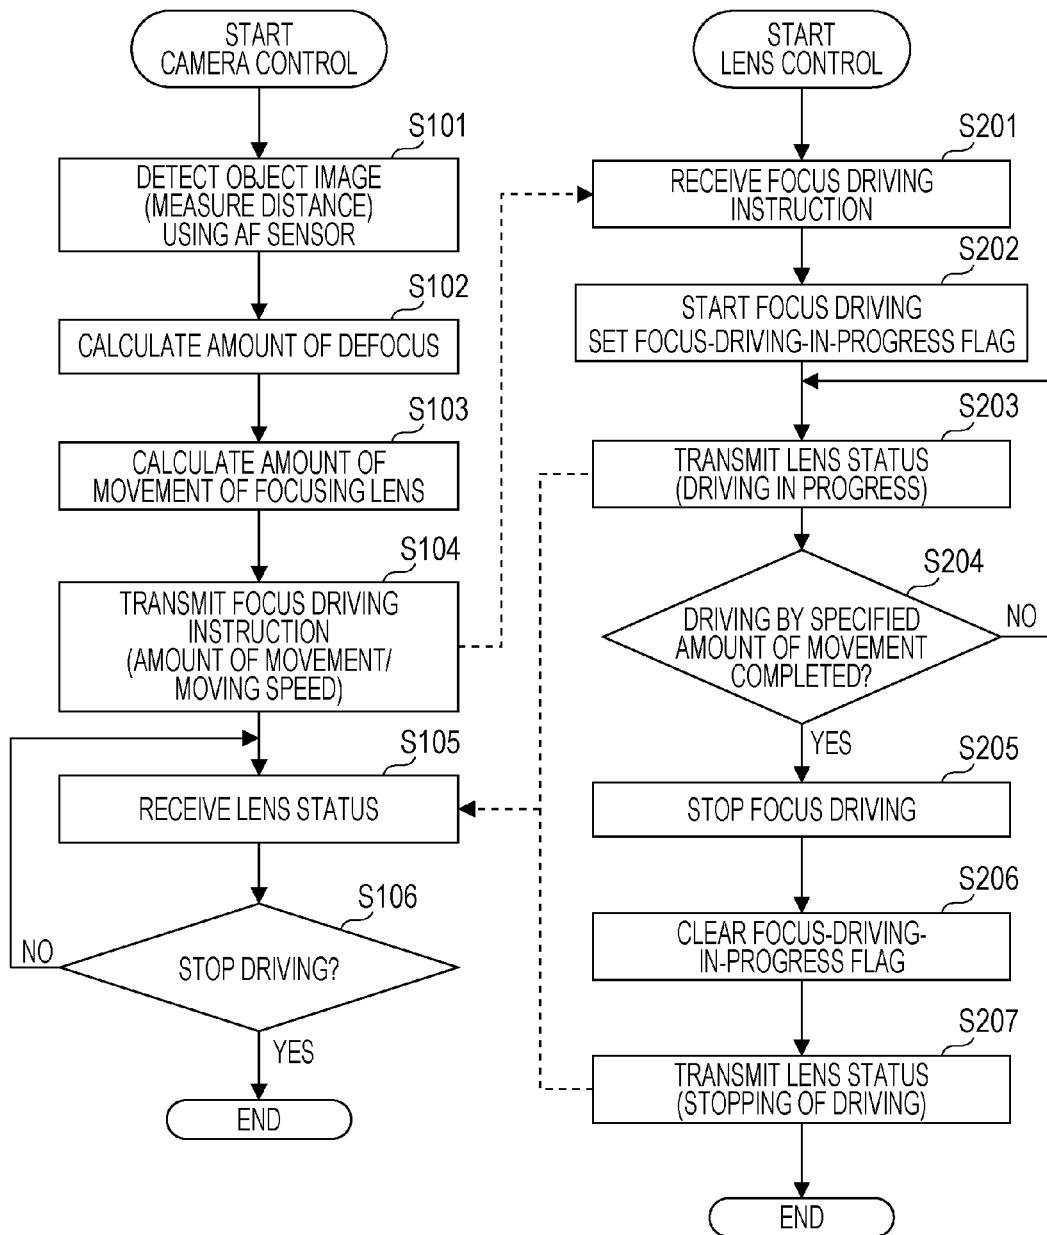 START
CAMERA CONTROL
S101
DETECT OBJECT IMAGE
(MEASURE DISTANCE)
USING AF SENSOR
S102
CALCULATE AMOUNT OF DEFOCUS
S103
CALCULATE AMOUNT OF
MOVEMENT OF FOCUSING LENS
S104
TRANSMIT FOCUS DRIVING
INSTRUCTION
(AMOUNT OF MOVEMENT/
MOVING SPEED)
S105
RECEIVE LENS STATUS
S106
STOP DRIVING?
NO
YES
END
START
LENS CONTROL
S201
RECEIVE FOCUS DRIVING
INSTRUCTION
S202
START FOCUS DRIVING
SET FOCUS-DRIVING-IN-PROGRESS FLAG
S203
TRANSMIT LENS STATUS
(DRIVING IN PROGRESS)
S204
DRIVING BY SPECIFIED
AMOUNT OF MOVEMENT
COMPLETED?
NO
YES
S205
STOP FOCUS DRIVING
S206
CLEAR FOCUS-DRIVING-
IN-PROGRESS FLAG
S207
TRANSMIT LENS STATUS
(STOPPING OF DRIVING)
END